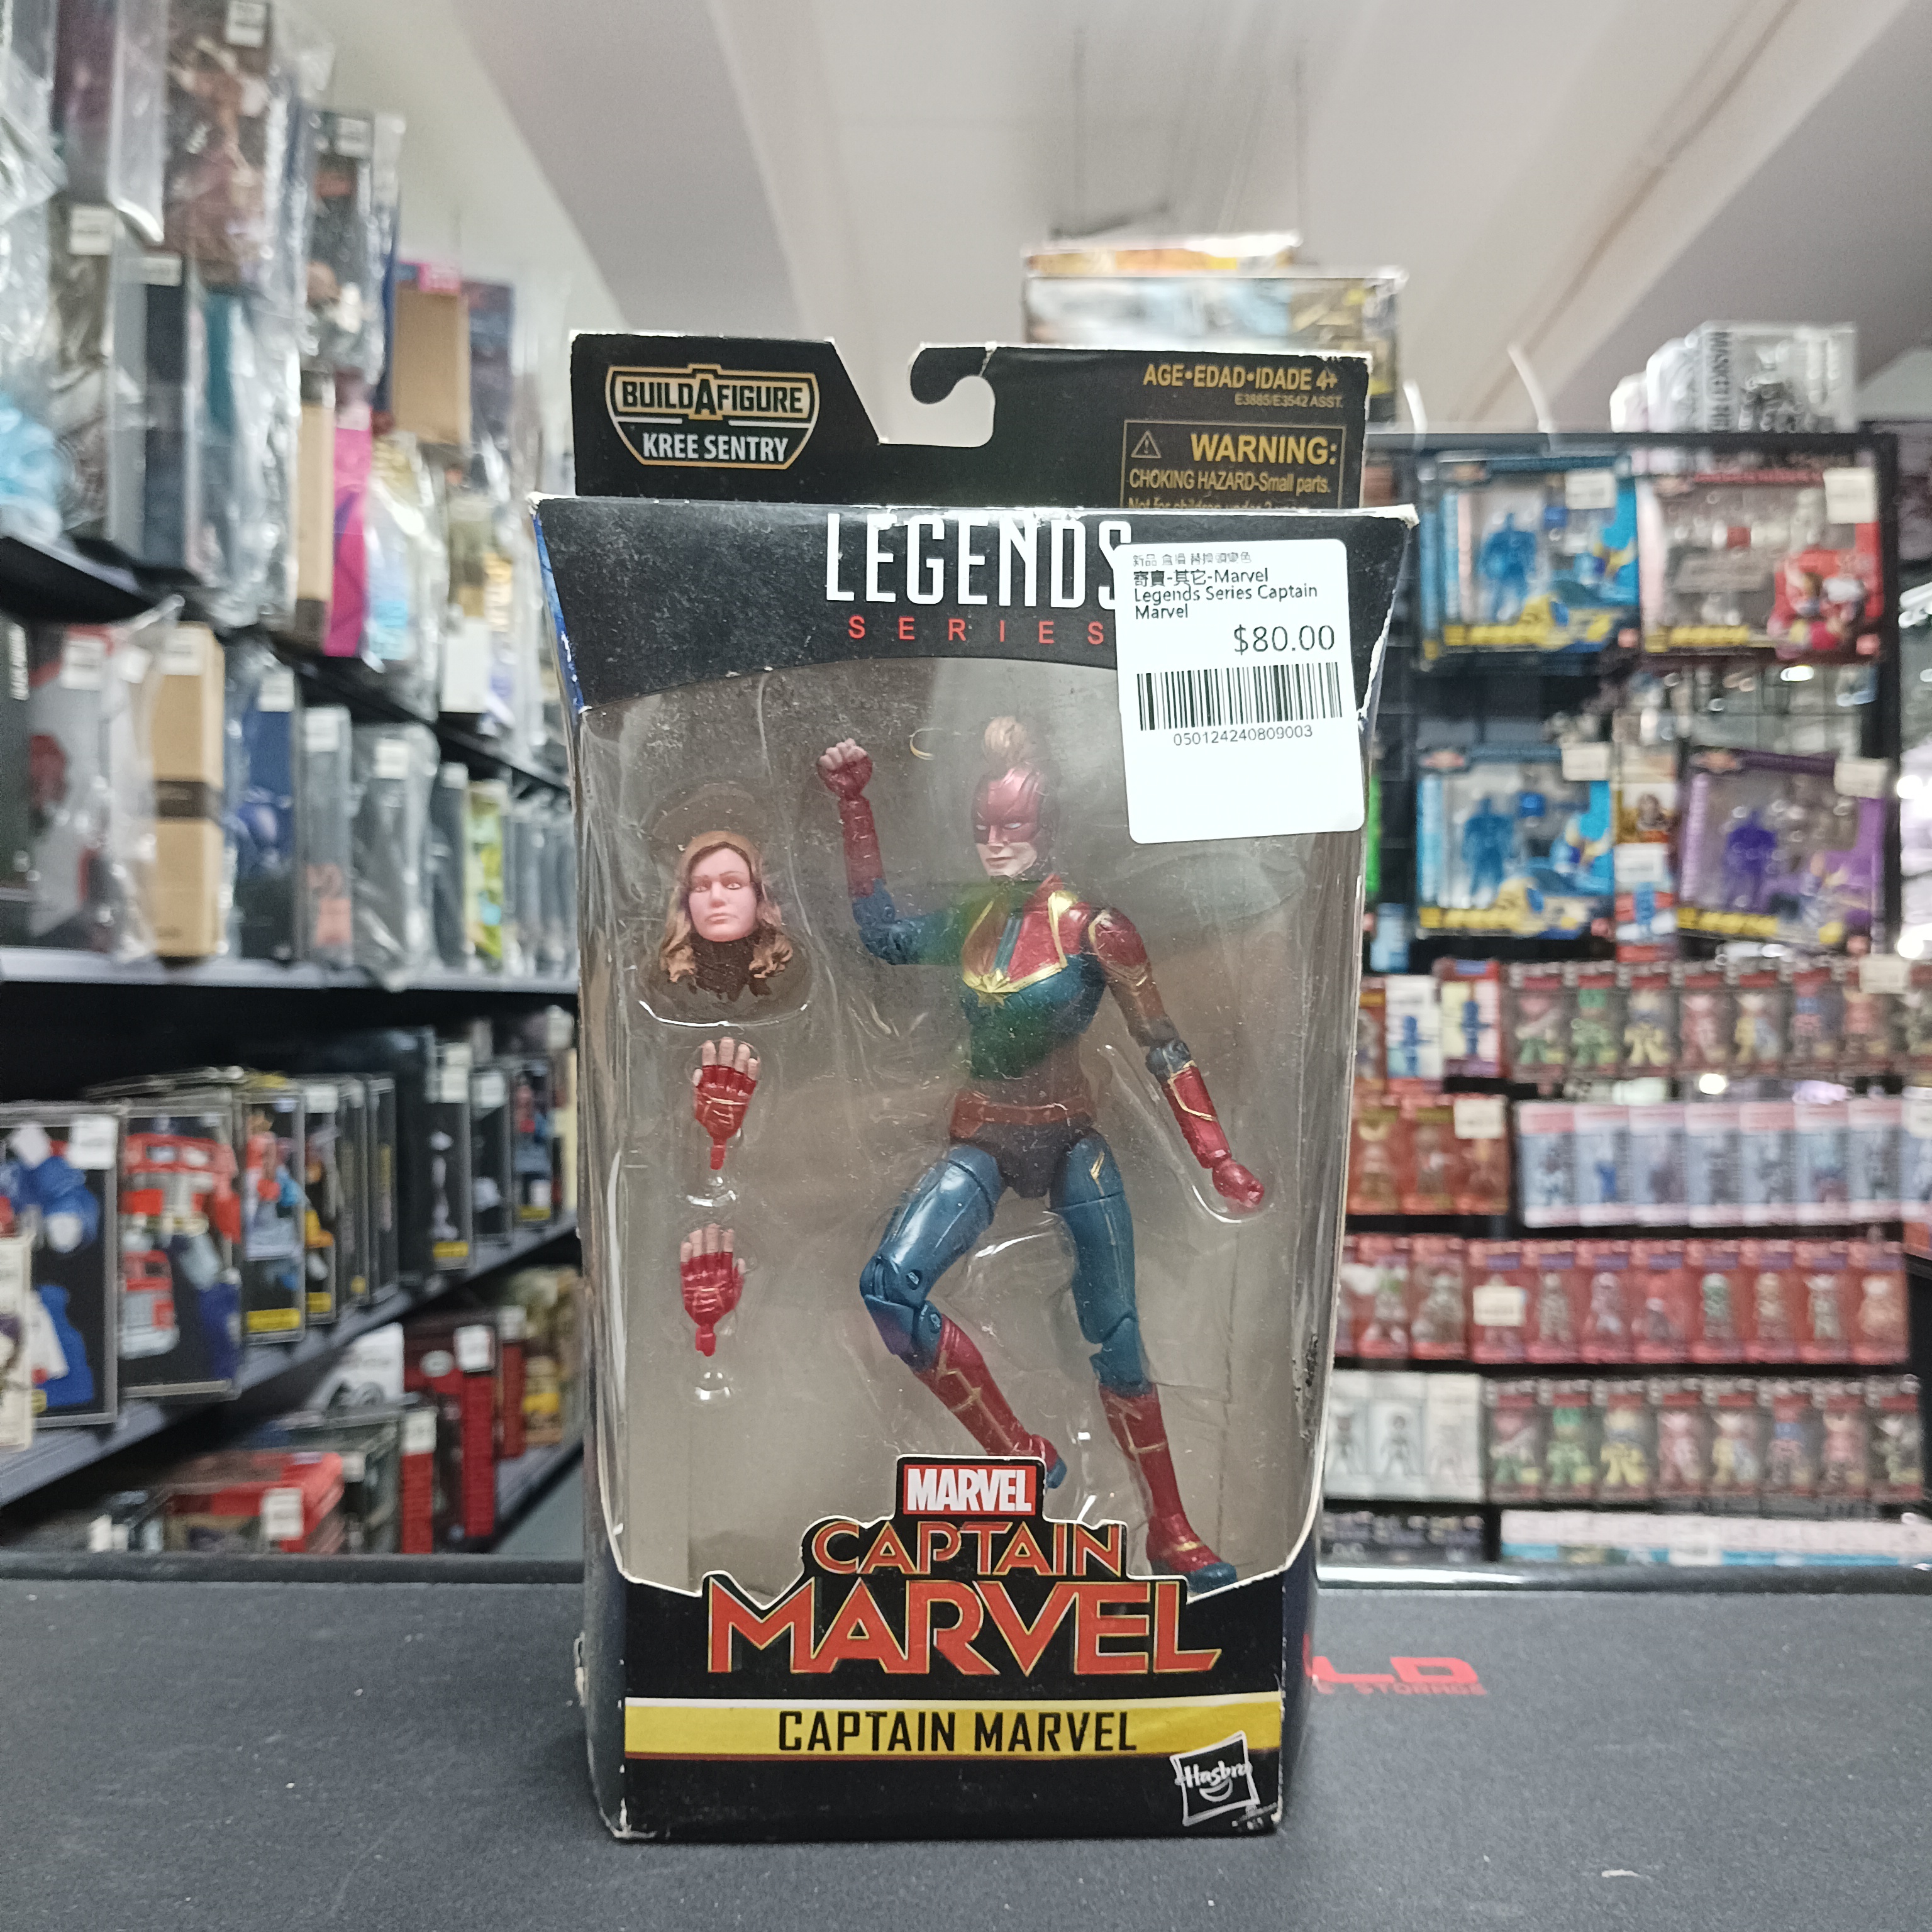 BUILD A FIGURE
KREE SENTRY
AGE•EDAD•IDADE 4+
E3885/E3542 ASST.
WARNING:
CHOKING HAZARD-Small parts.
LEGENDS
SERIES
寄賣-其它-Marvel
Legends Series Captain
Marvel
$80.00
050124240809003
MARVEL
CAPTAIN
MARVEL
CAPTAIN MARVEL
Hasbro